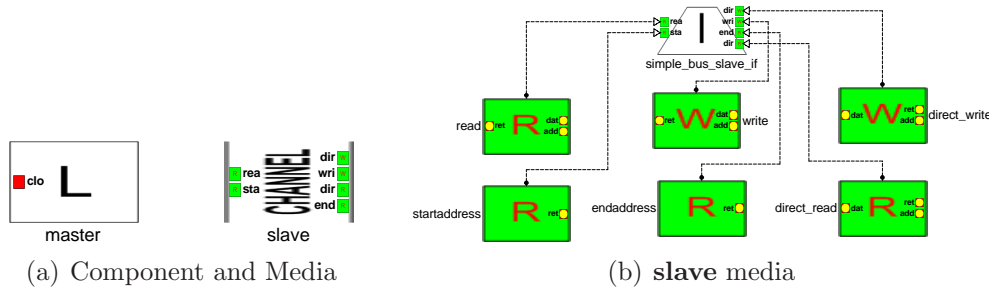 clo
L
master
rea
sta
CHANNEL
dir W
wri W
dir R
end R
slave
(a) Component and Media
rea
sta
I
dir
wri
end
dir
simple_bus_slave_if
read
ret
R
dat
add
ret
W
dat
add
write
dat
W
ret
add
direct_write
startaddress
R
ret
endaddress
R
ret
direct_read
dat
R
ret
add
(b) slave media